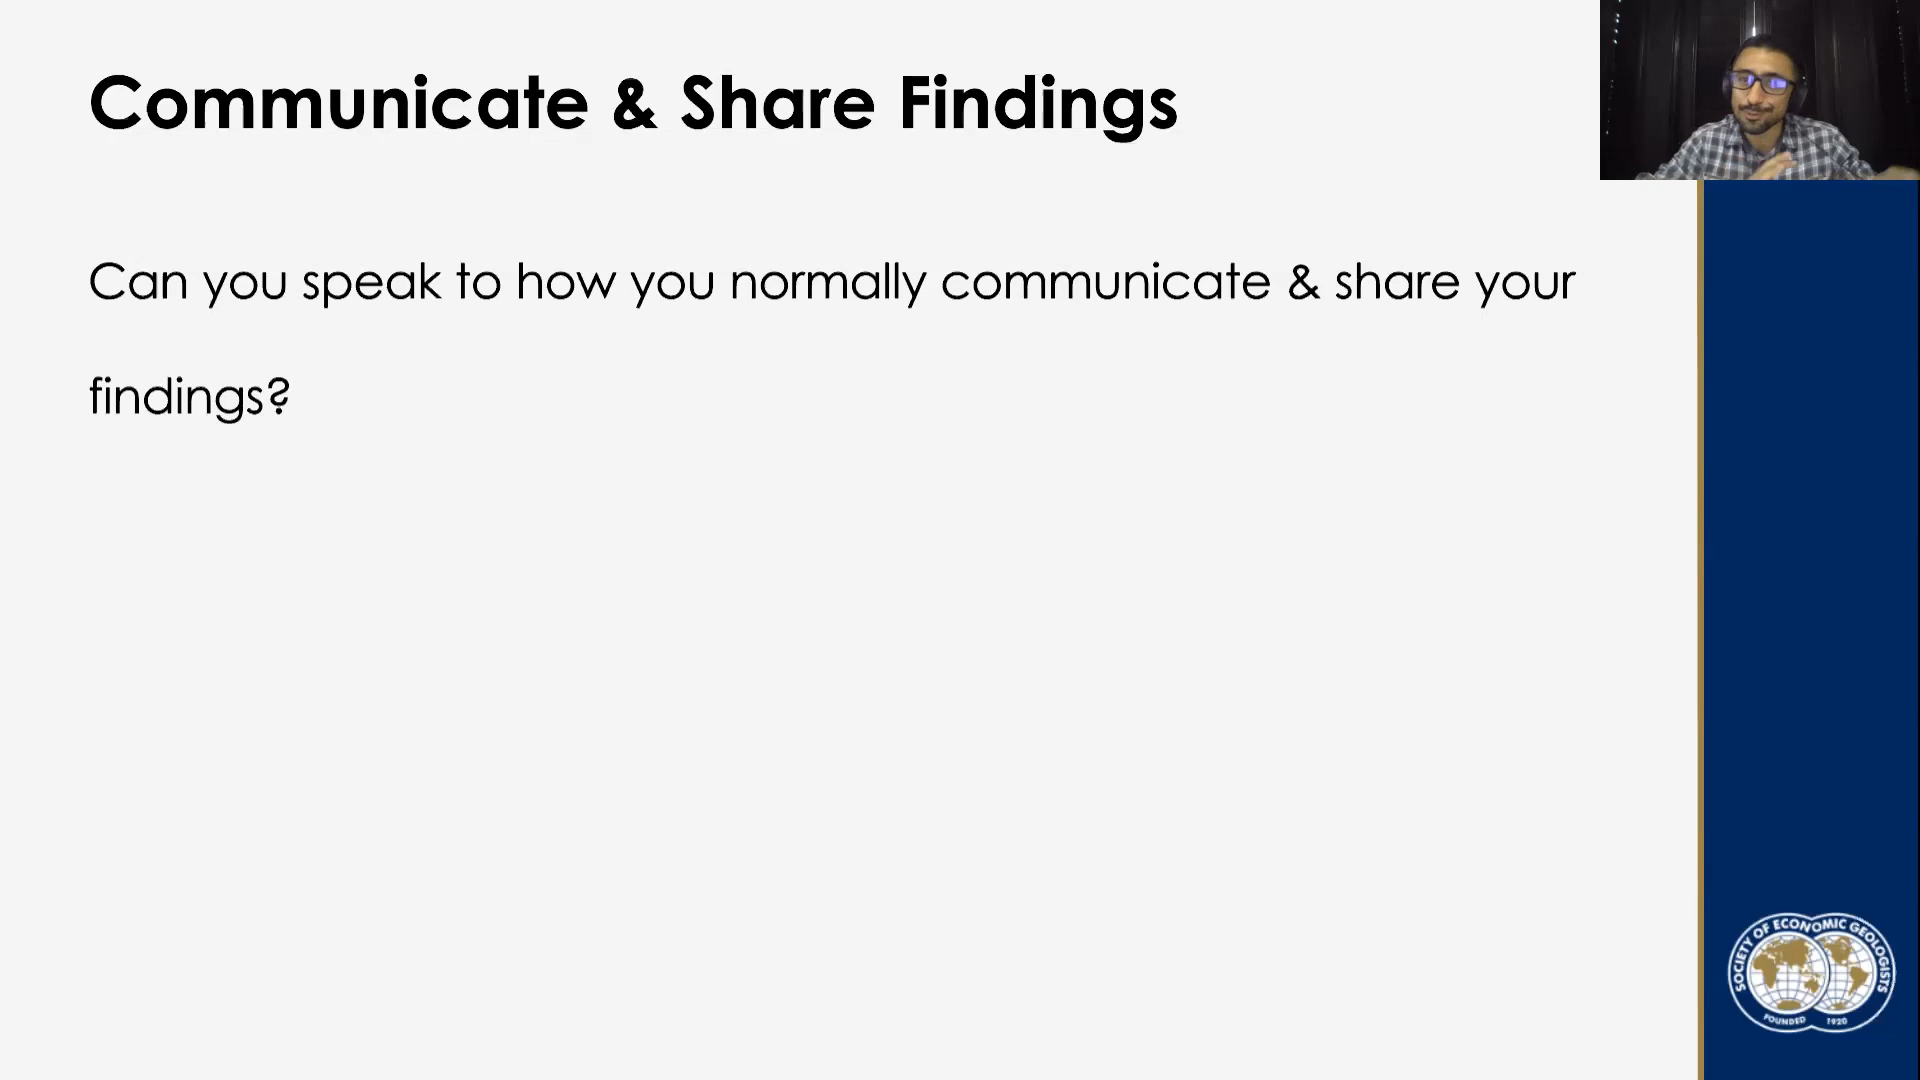 Communicate & Share Findings
Can you speak to how you normally communicate & share your
findings?
SOCIETY OF ECONOMIC GEOLOGISTS
FOUNDED 1920